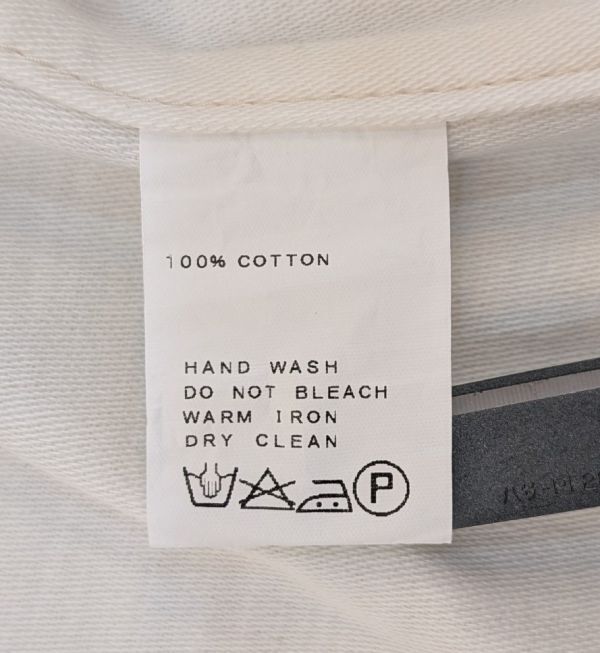 100% COTTON
HAND WASH
DO NOT BLEACH
WARM IRON
DRY CLEAN
P